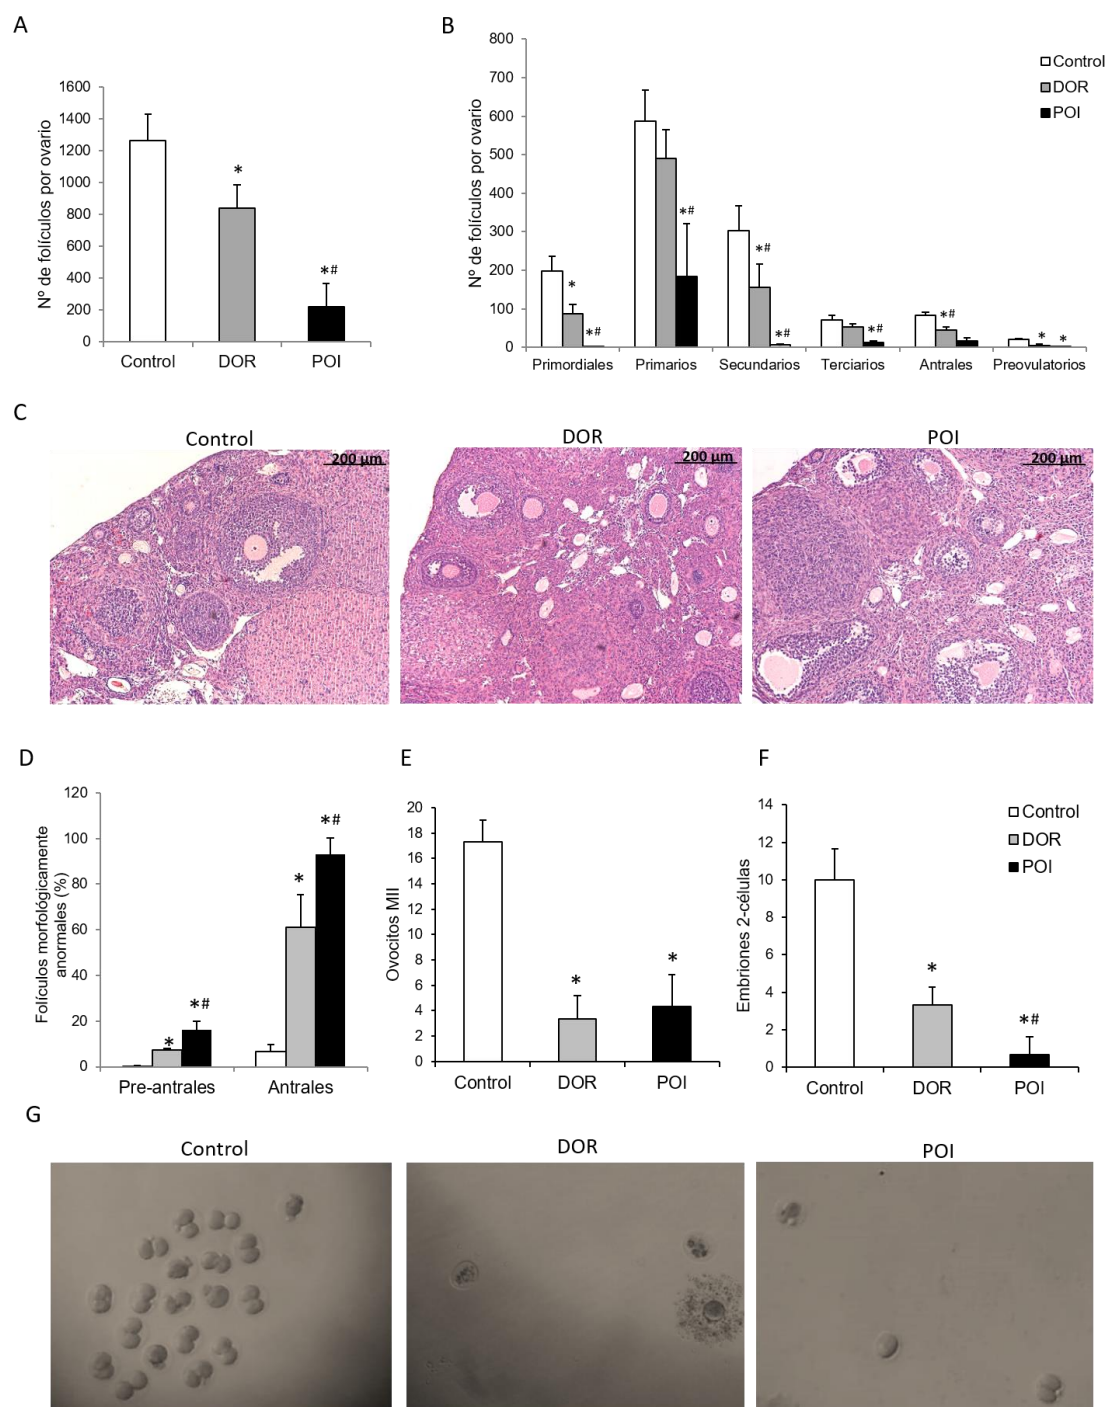 A
Nº de folículos por ovario
1600
1400
1200
1000
800
600
400
200
0
*
*#
Control
DOR
POI
B
Nº de folículos por ovario
800
700
600
500
400
300
200
100
0
Control
DOR
POI
*
*#
*#
*#
*#
*#
*#
*
*
Primordiales
Primarios
Secundarios
Terciarios
Antrales
Preovulatorios
C
Control
DOR
POI
200 µm
200 µm
200 µm
D
Folículos morfológicamente
anormales (%)
120
100
80
60
40
20
0
*
*#
*
*#
Pre-antrales
Antrales
E
Ovocitos MII
20
18
16
14
12
10
8
6
4
2
0
*
*
Control
DOR
POI
F
Embriones 2-células
14
12
10
8
6
4
2
0
Control
DOR
POI
*
*#
Control
DOR
POI
G
Control
DOR
POI